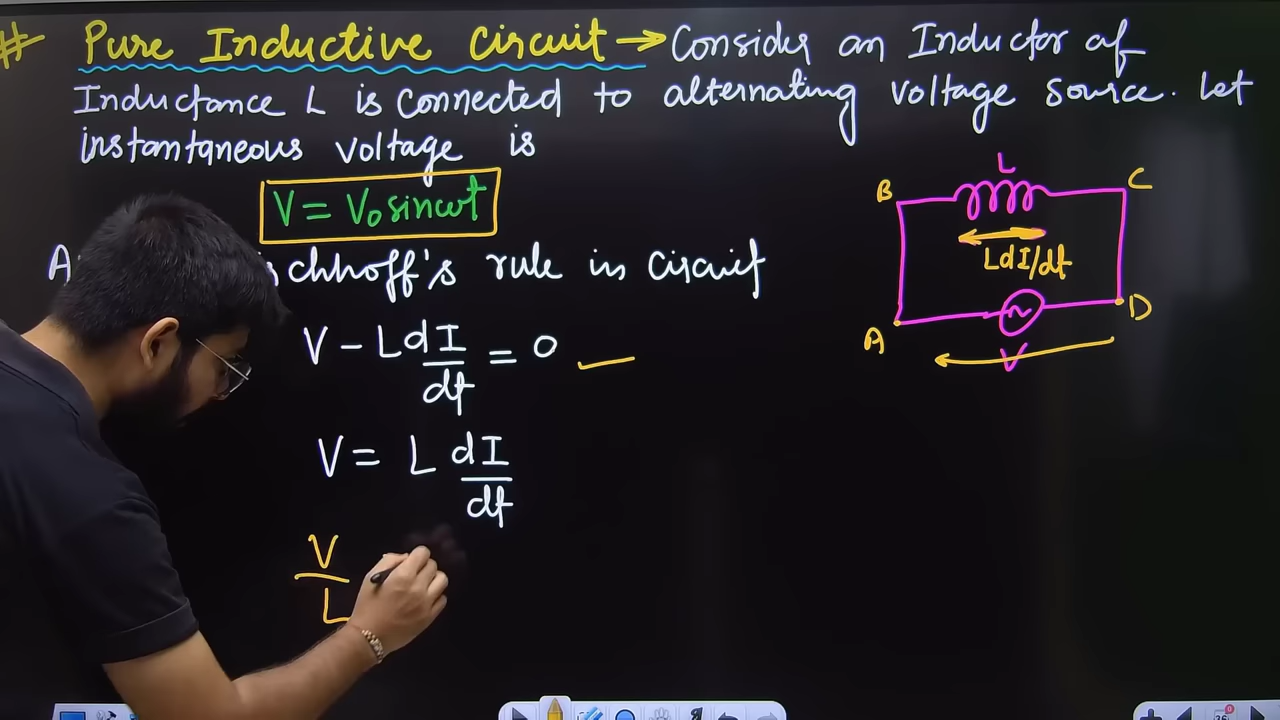 # Pure Inductive Circuit → Consider an Inductor of
Inductance L is connected to alternating voltage source. Let
instantaneous voltage is
V = V₀ sinωt
A chhoff's rule in circuit
V - L dI/dt = 0
V = L dI/dt
V/L
B
L
C
LdI/dt
A
D
V